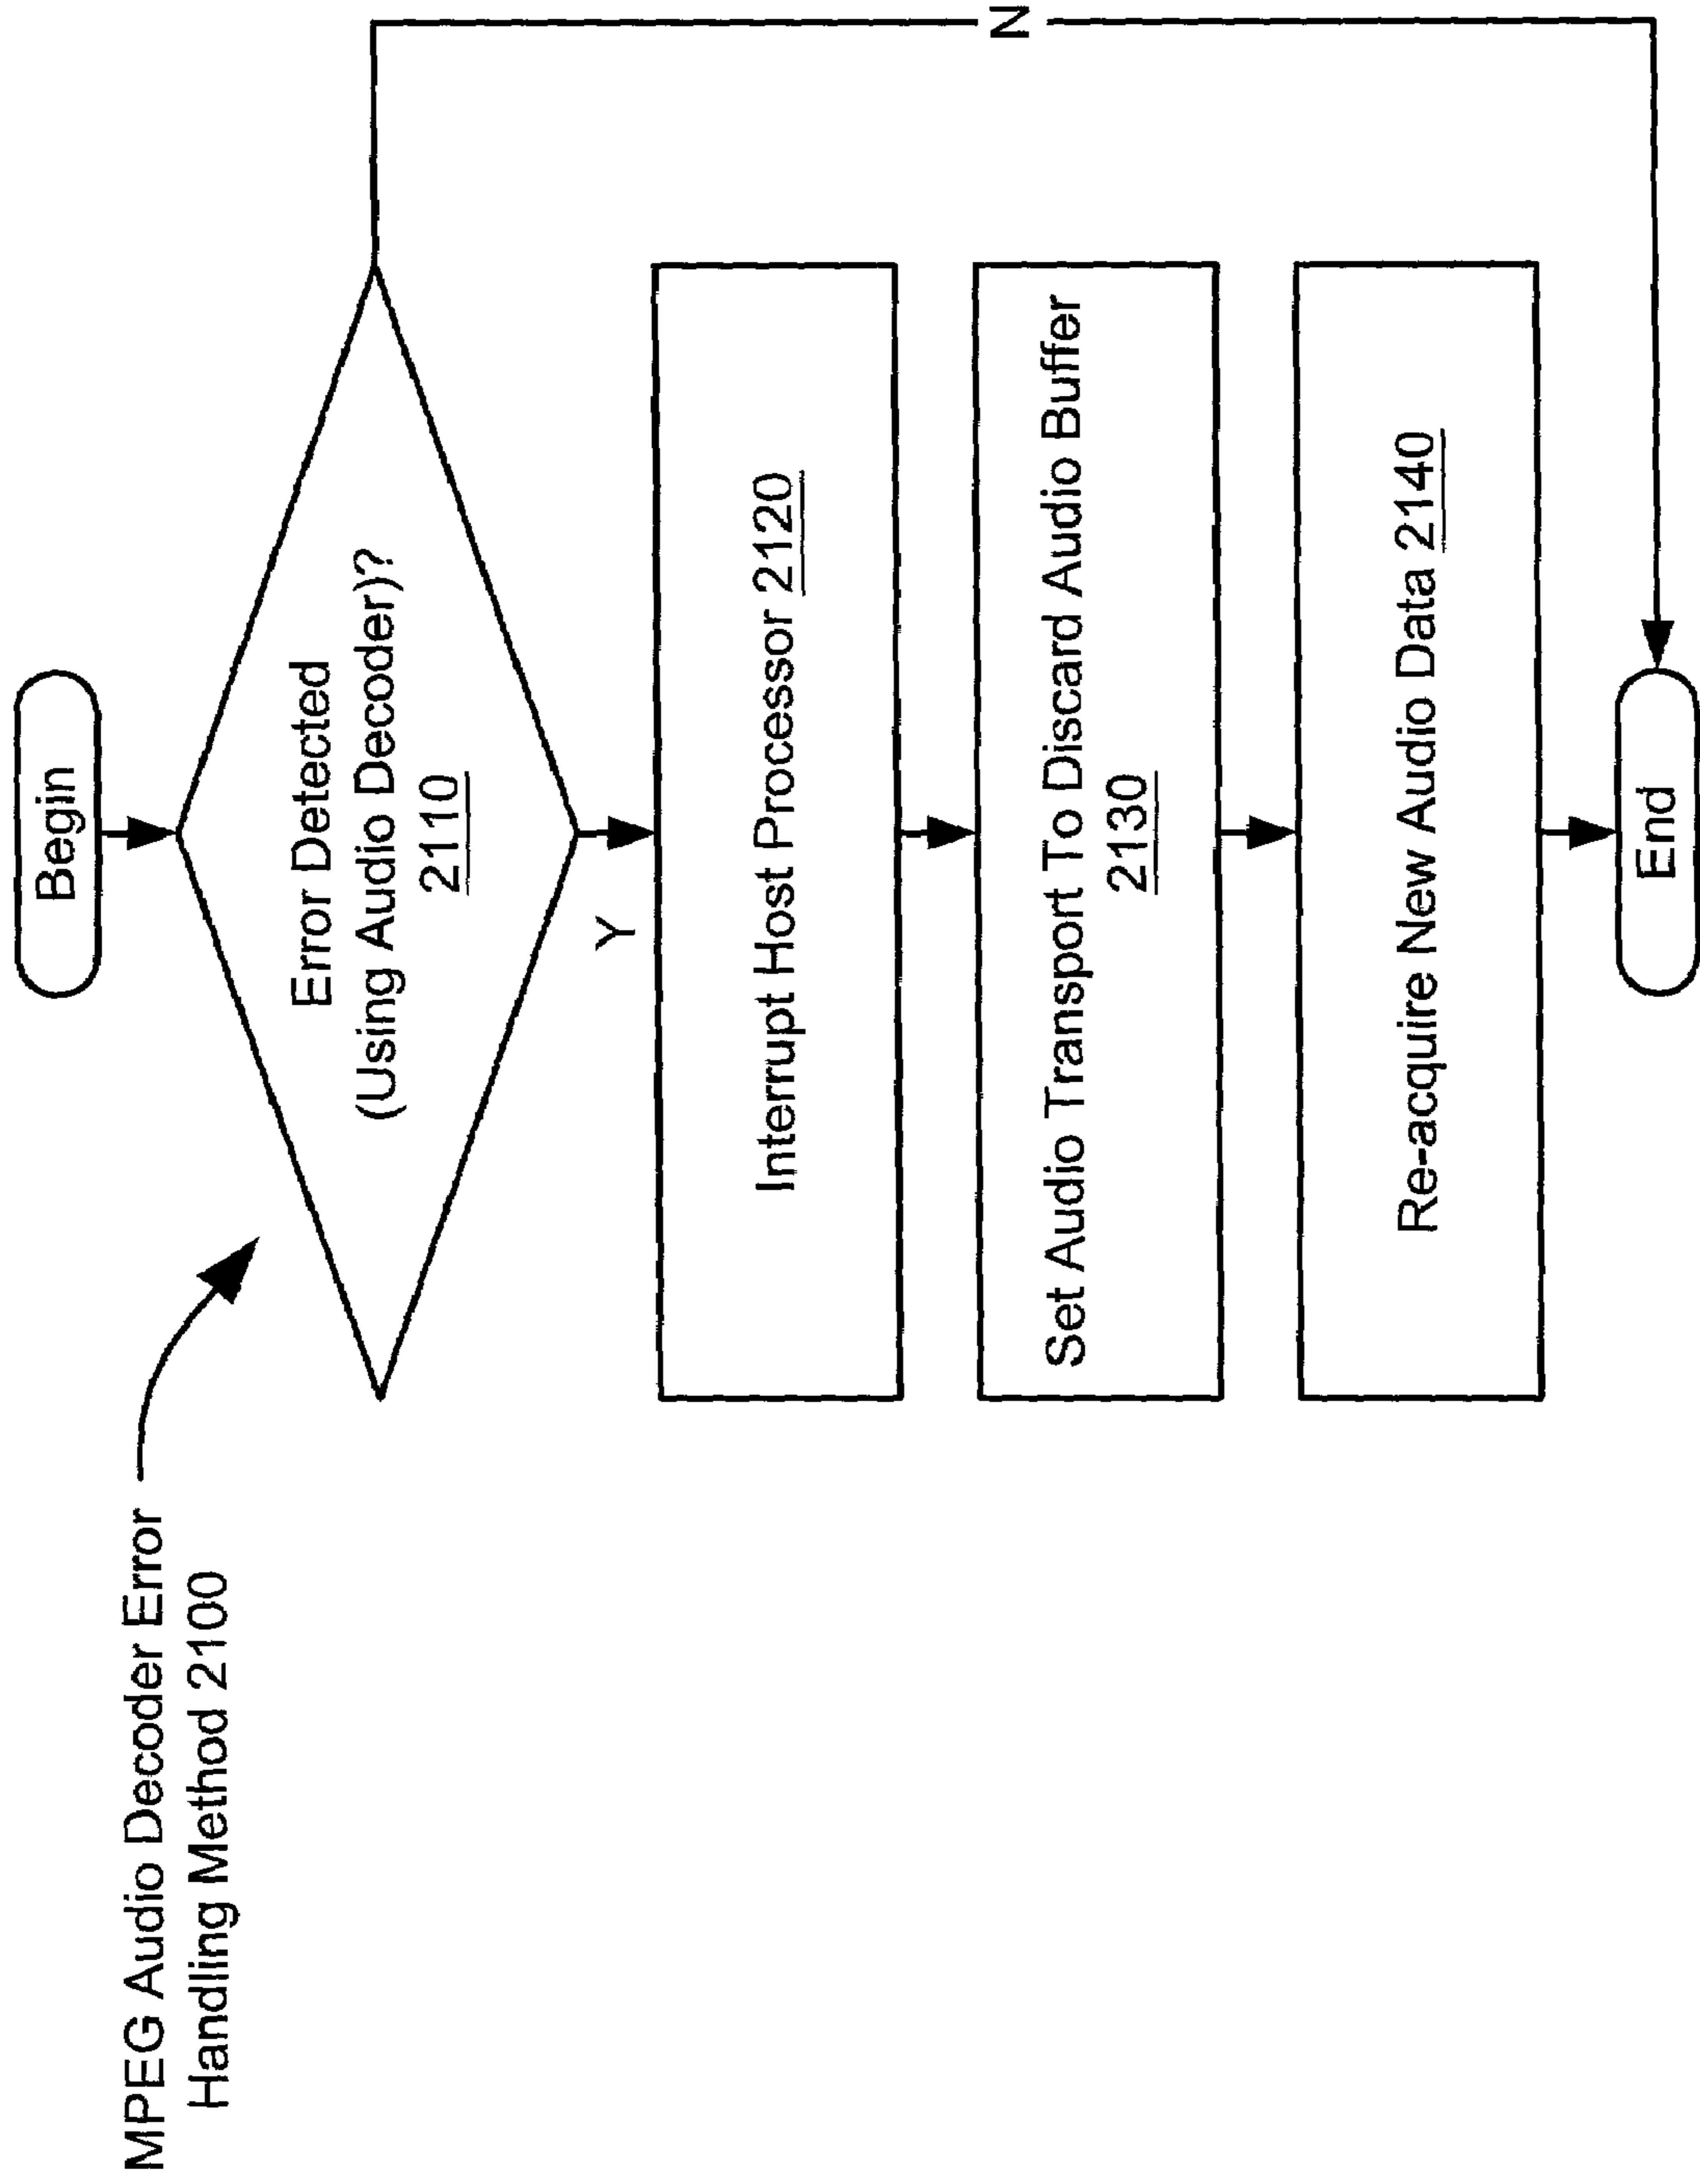 MPEG Audio Decoder Error
Handling Method 2100
Begin
Error Detected
(Using Audio Decoder)?
2110
Y
N
Interrupt Host Processor 2120
Set Audio Transport To Discard Audio Buffer
2130
Re-acquire New Audio Data 2140
End